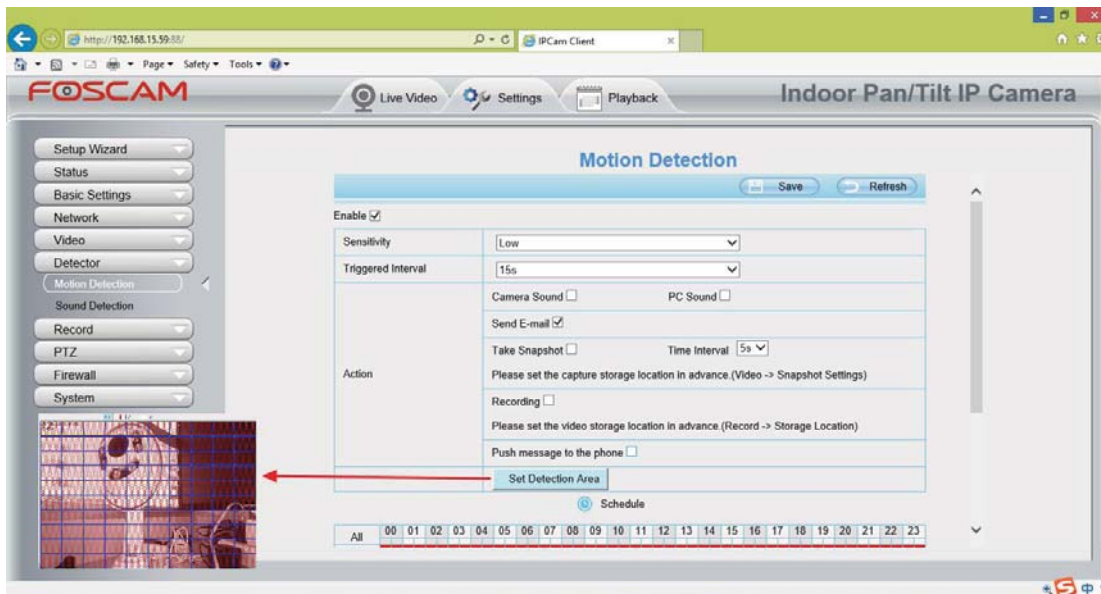 http://192.168.15.59:88/ IPCam Client
Page Safety Tools
FOSCAM Live Video Settings Playback Indoor Pan/Tilt IP Camera
Setup Wizard
Status
Basic Settings
Network
Video
Detector
Motion Detection
Sound Detection
Record
PTZ
Firewall
System
Motion Detection
Save Refresh
Enable
Sensitivity Low
Triggered Interval 15s
Action
Camera Sound PC Sound
Send E-mail
Take Snapshot Time Interval 5s
Please set the capture storage location in advance.(Video -> Snapshot Settings)
Recording
Please set the video storage location in advance.(Record -> Storage Location)
Push message to the phone
Set Detection Area
Schedule
All 00 01 02 03 04 05 06 07 08 09 10 11 12 13 14 15 16 17 18 19 20 21 22 23
中